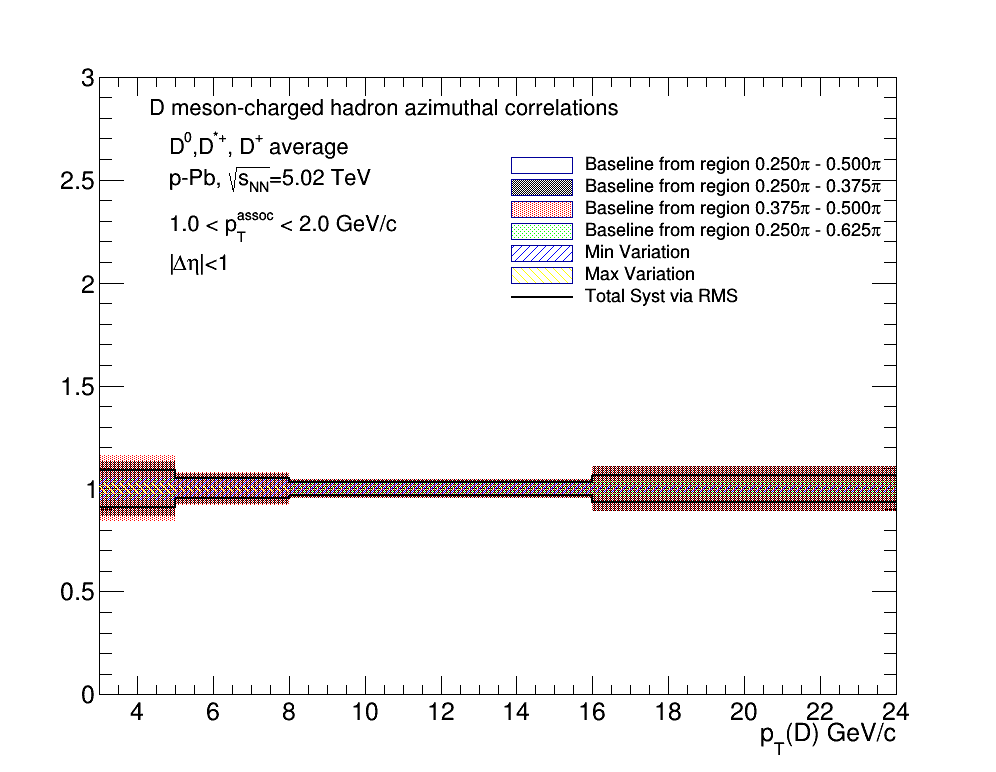 D meson-charged hadron azimuthal correlations
D⁰,D*⁺, D⁺ average
p-Pb, √s_NN=5.02 TeV
1.0 < p_T^assoc < 2.0 GeV/c
|Δη|<1
Baseline from region 0.250π - 0.500π
Baseline from region 0.250π - 0.375π
Baseline from region 0.375π - 0.500π
Baseline from region 0.250π - 0.625π
Min Variation
Max Variation
Total Syst via RMS
3
2.5
2
1.5
1
0.5
0
4 6 8 10 12 14 16 18 20 22 24
p_T(D) GeV/c